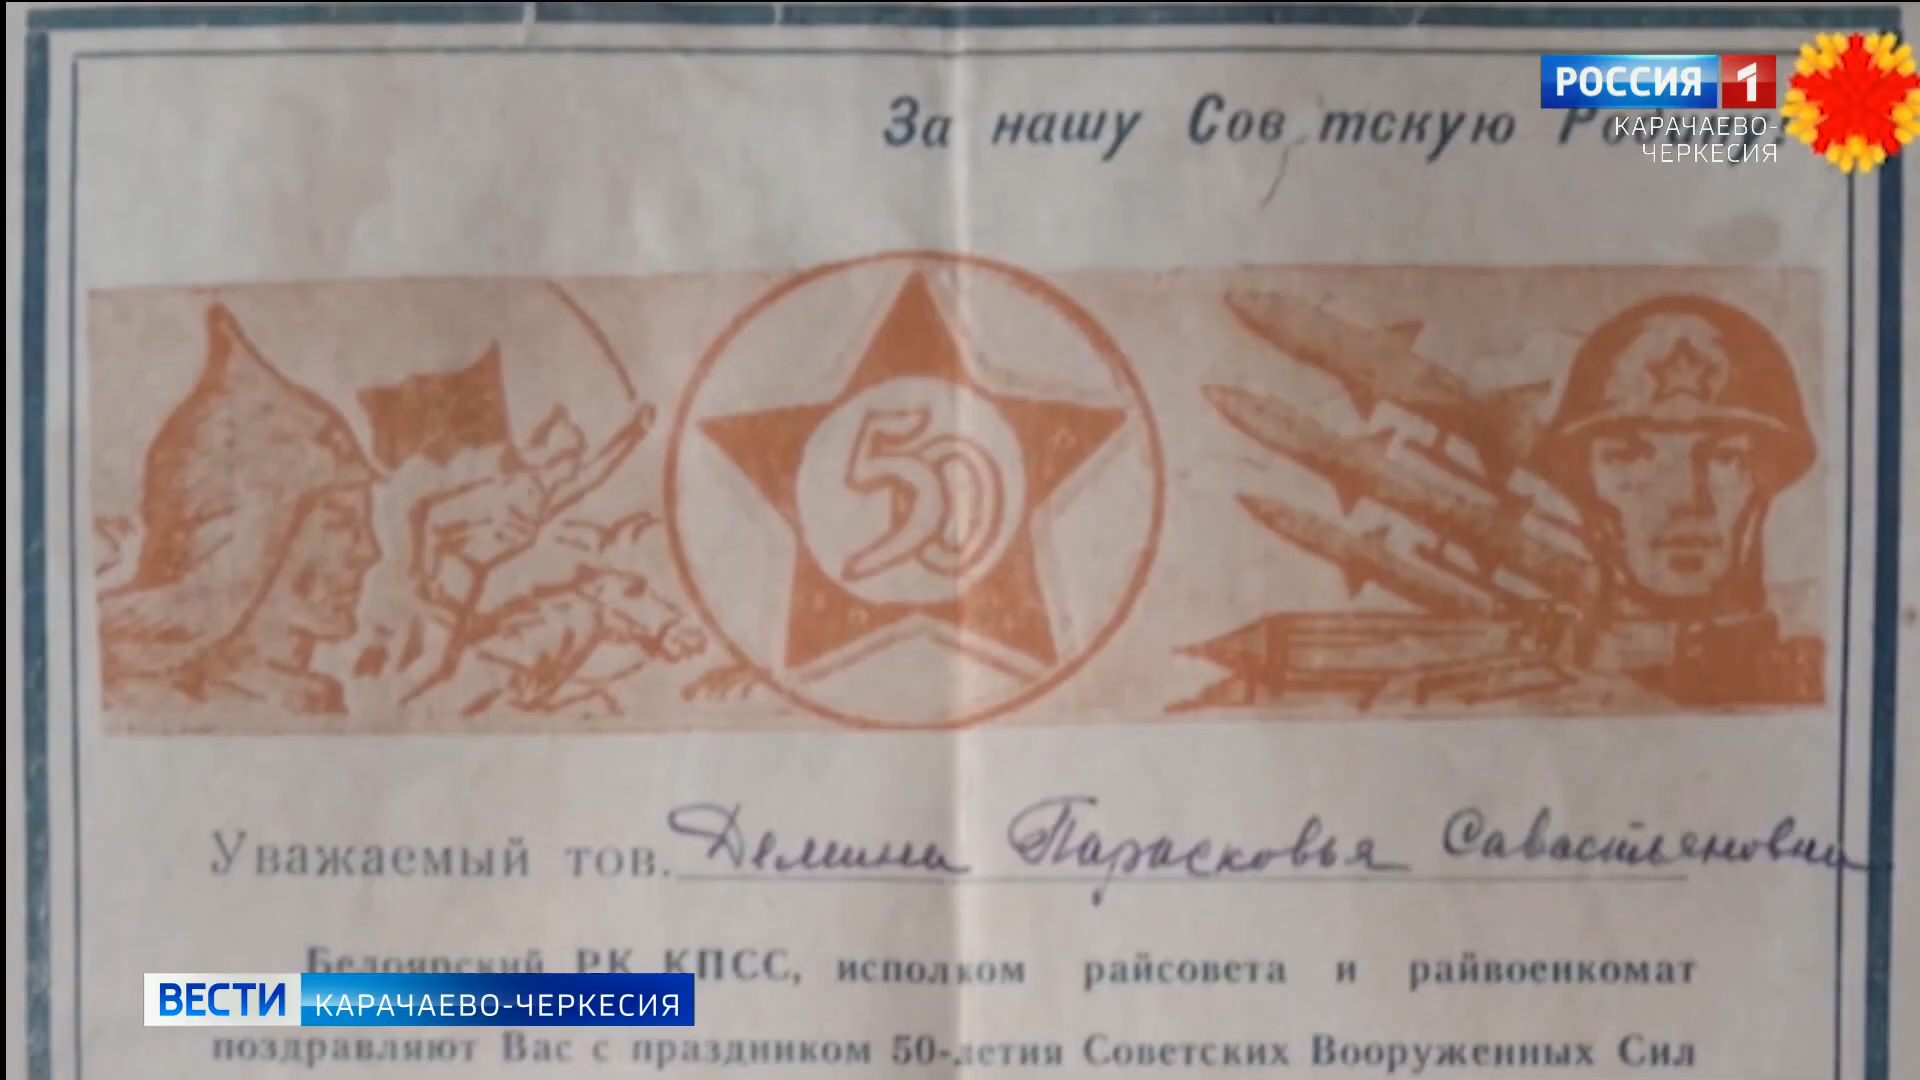 РОССИЯ 1
КАРАЧАЕВО-
ЧЕРКЕСИЯ
За нашу Сов тскую
50
Уважаемый тов. Демина Парасковья Савастьяновна
Белоярский РК КПСС, исполком райсовета и райвоенкомат
ВЕСТИ КАРАЧАЕВО-ЧЕРКЕСИЯ
поздравляют Вас с праздником 50-летия Советских Вооруженных Сил